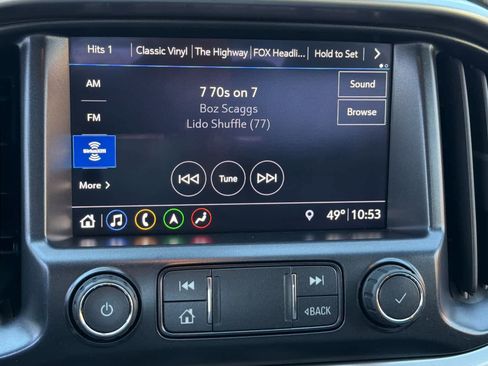 Hits 1 | Classic Vinyl | The Highway | FOX Headli... | Hold to Set
AM
7 70s on 7
Sound
Boz Scaggs
FM
Lido Shuffle (77)
Browse
SiriusXM
More >
Tune
49° | 10:53
◁BACK